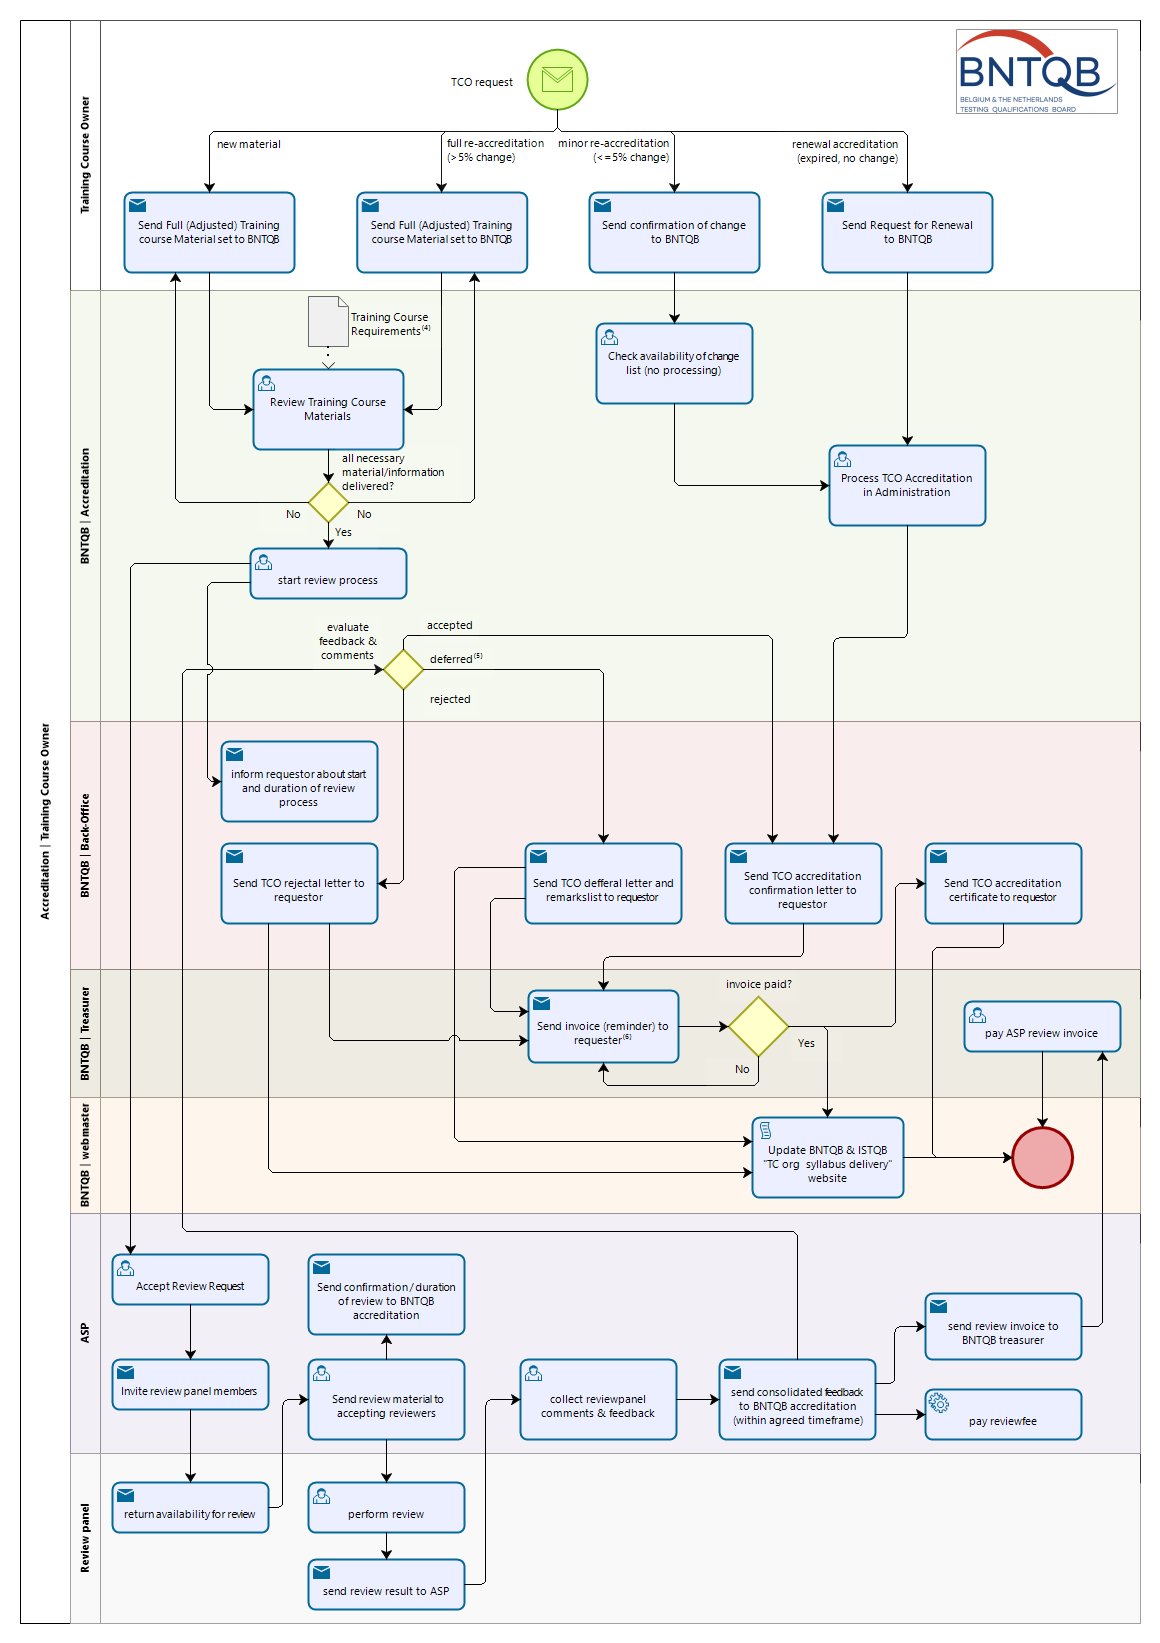 Accreditation | Training Course Owner
Training Course Owner
BNTQB
BELGIUM & THE NETHERLANDS
TESTING QUALIFICATIONS BOARD
TCO request
new material
full re-accreditation
(>5% change)
minor re-accreditation
(<=5% change)
renewal accreditation
(expired, no change)
Send Full (Adjusted) Training
course Material set to BNTQB
Send Full (Adjusted) Training
course Material set to BNTQB
Send confirmation of change
to BNTQB
Send Request for Renewal
to BNTQB
BNTQB | Accreditation
Training Course
Requirements(4)
Check availability of change
list (no processing)
Review Training Course
Materials
all necessary
material/information
delivered?
No
No
Yes
Process TCO Accreditation
in Administration
start review process
evaluate
feedback &
comments
accepted
deferred(5)
rejected
BNTQB | Back-Office
inform requestor about start
and duration of review
process
Send TCO rejectal letter to
requestor
Send TCO defferal letter and
remarkslist to requestor
Send TCO accreditation
confirmation letter to
requestor
Send TCO accreditation
certificate to requestor
BNTQB | Treasurer
Send invoice (reminder) to
requester(6)
invoice paid?
Yes
No
pay ASP review invoice
BNTQB | webmaster
Update BNTQB & ISTQB
"TC org syllabus delivery"
website
ASP
Accept Review Request
Send confirmation / duration
of review to BNTQB
accreditation
Invite review panel members
Send review material to
accepting reviewers
collect reviewpanel
comments & feedback
send consolidated feedback
to BNTQB accreditation
(within agreed timeframe)
send review invoice to
BNTQB treasurer
pay reviewfee
Review panel
return availability for review
perform review
send review result to ASP